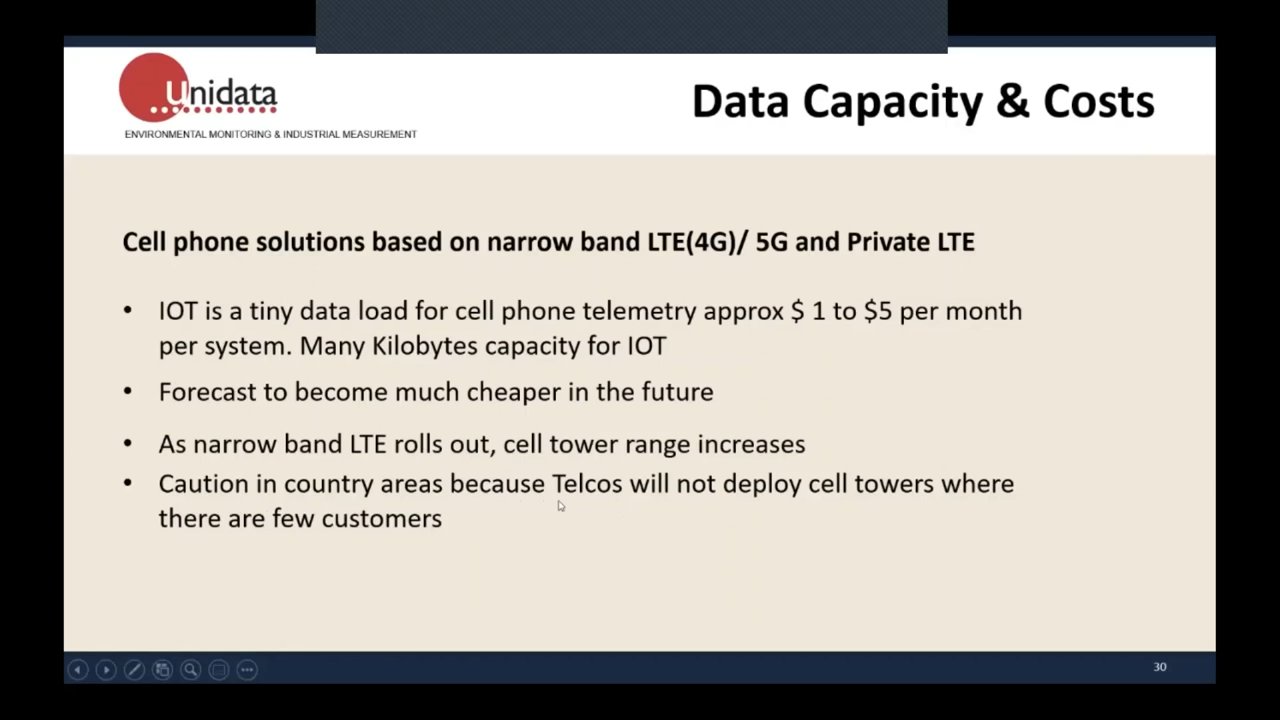 Unidata
ENVIRONMENTAL MONITORING & INDUSTRIAL MEASUREMENT
Data Capacity & Costs
Cell phone solutions based on narrow band LTE(4G)/ 5G and Private LTE
• IOT is a tiny data load for cell phone telemetry approx $ 1 to $5 per month
per system. Many Kilobytes capacity for IOT
• Forecast to become much cheaper in the future
• As narrow band LTE rolls out, cell tower range increases
• Caution in country areas because Telcos will not deploy cell towers where
there are few customers
30